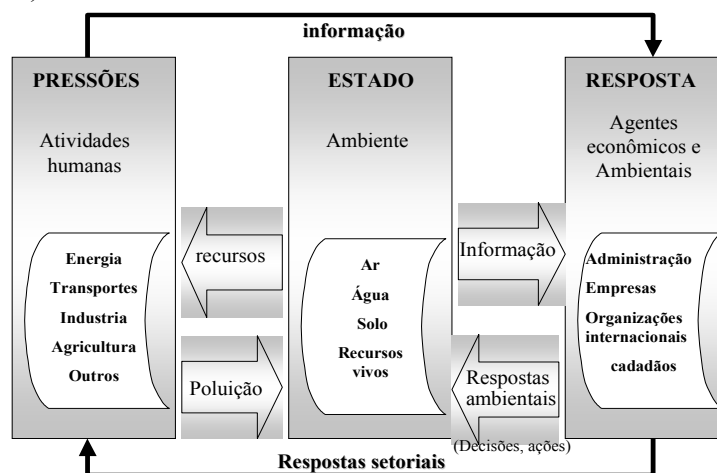 informação
PRESSÕES
Atividades
humanas
Energia
Transportes
Industria
Agricultura
Outros
recursos
Poluição
ESTADO
Ambiente
Ar
Água
Solo
Recursos
vivos
Informação
Respostas
ambientais
(Decisões, ações)
RESPOSTA
Agentes
econômicos e
Ambientais
Administração
Empresas
Organizações
internacionais
cadadãos
Respostas setoriais